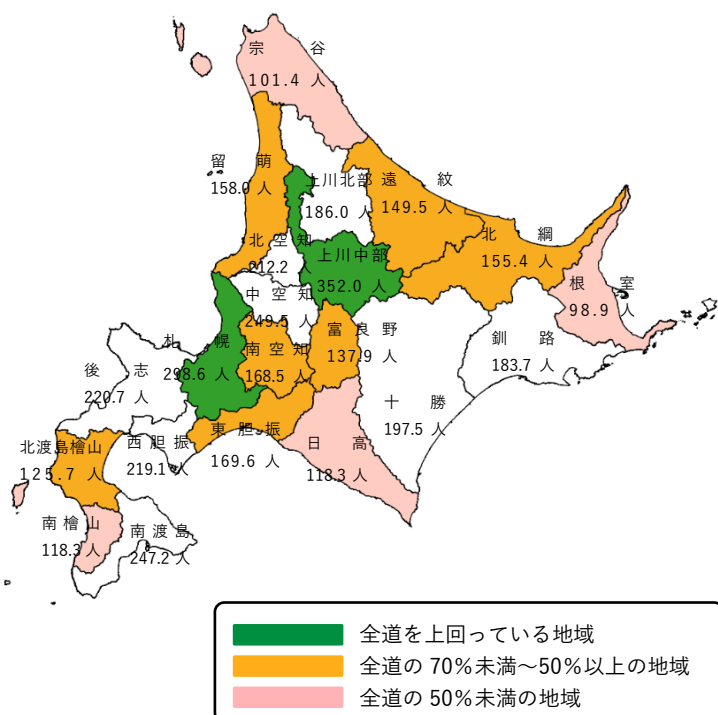 宗谷
101.4 人
留萌
158.0 人
上川北部
186.0 人
遠紋
149.5 人
北空知
212.2 人
上川中部
352.0 人
北網
155.4 人
根室
98.9 人
中空知
249.5 人
札幌
298.6 人
南空知
168.5 人
富良野
137.9 人
釧路
183.7 人
後志
220.7 人
十勝
197.5 人
北渡島檜山
125.7 人
西胆振
219.1 人
東胆振
169.6 人
日高
118.3 人
南檜山
118.3 人
南渡島
247.2 人
全道を上回っている地域
全道の 70％未満～50％以上の地域
全道の 50％未満の地域